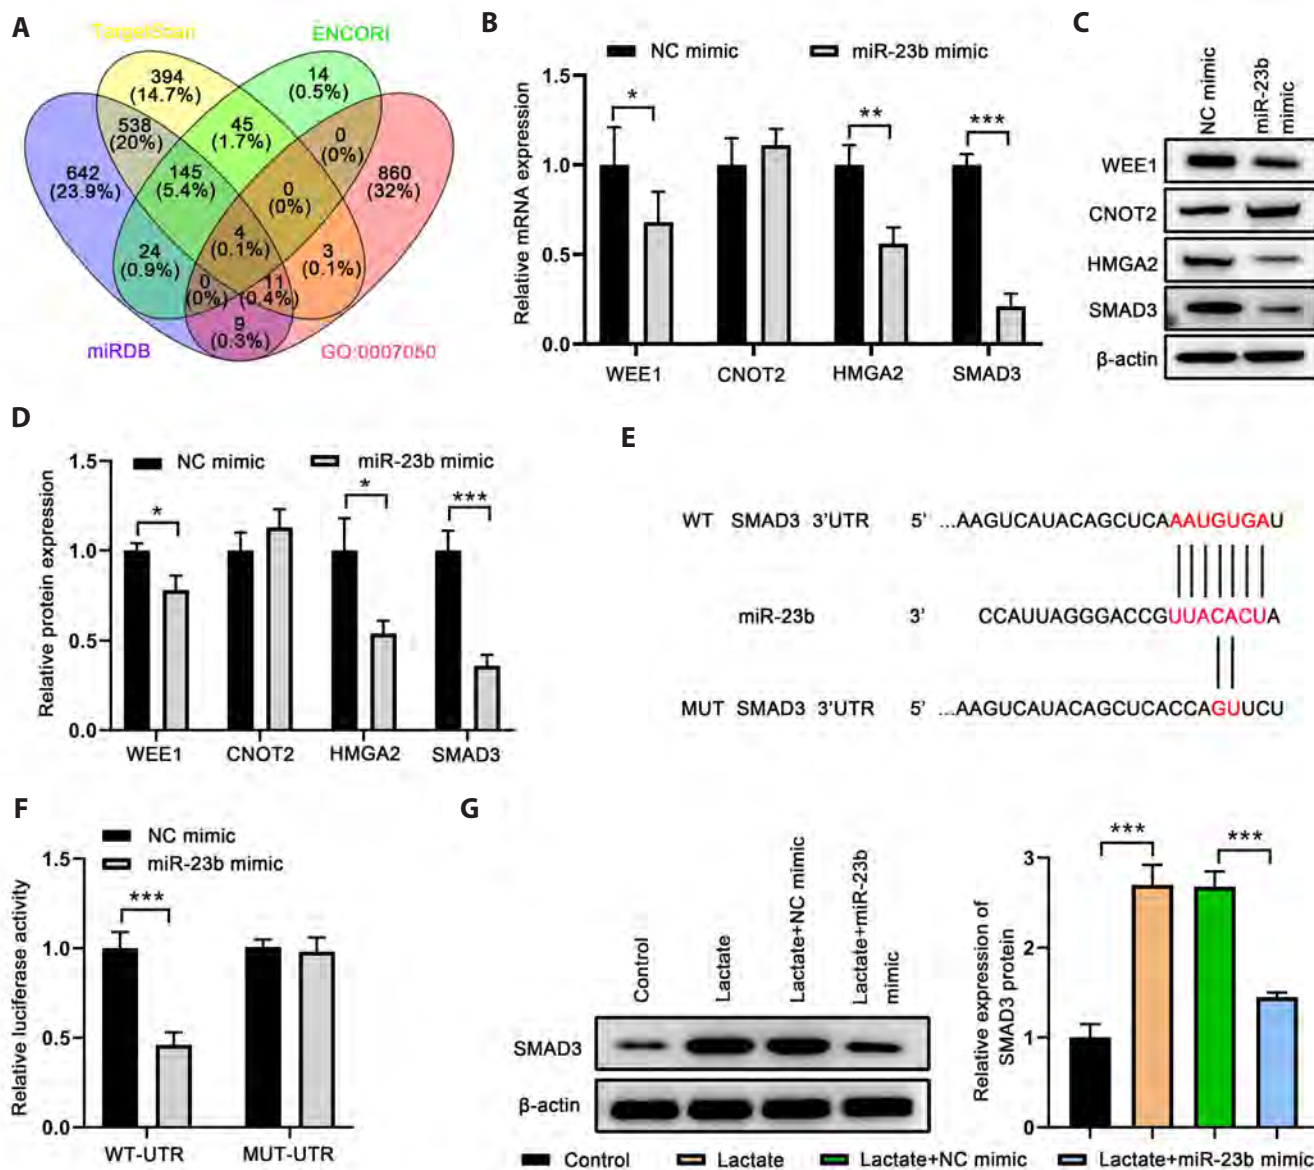 A
TargetScan
ENCORI
394
(14.7%)
14
(0.5%)
538
(20%)
45
(1.7%)
0
(0%)
642
(23.9%)
145
(5.4%)
0
(0%)
860
(32%)
4
(0.1%)
24
(0.9%)
3
(0.1%)
0
(0%)
11
(0.4%)
9
(0.3%)
miRDB
GO:0007050
B
NC mimic
miR-23b mimic
Relative mRNA expression
1.5
1.0
0.5
0.0
*
**
***
WEE1
CNOT2
HMGA2
SMAD3
C
NC mimic
miR-23b
mimic
WEE1
CNOT2
HMGA2
SMAD3
β-actin
D
NC mimic
miR-23b mimic
Relative protein expression
1.5
1.0
0.5
0.0
*
*
***
WEE1
CNOT2
HMGA2
SMAD3
E
WT SMAD3 3'UTR 5' ...AAGUCAUACAGCUCAAAUGUGAU
miR-23b 3' CCAUUAGGGACCGUUACACUA
MUT SMAD3 3'UTR 5' ...AAGUCAUACAGCUCACCAGUUCU
F
NC mimic
miR-23b mimic
Relative luciferase activity
1.5
1.0
0.5
0.0
***
WT-UTR
MUT-UTR
G
Control
Lactate
Lactate+NC mimic
Lactate+miR-23b
mimic
SMAD3
β-actin
Relative expression of
SMAD3 protein
3
2
1
0
***
***
Control
Lactate
Lactate+NC mimic
Lactate+miR-23b mimic